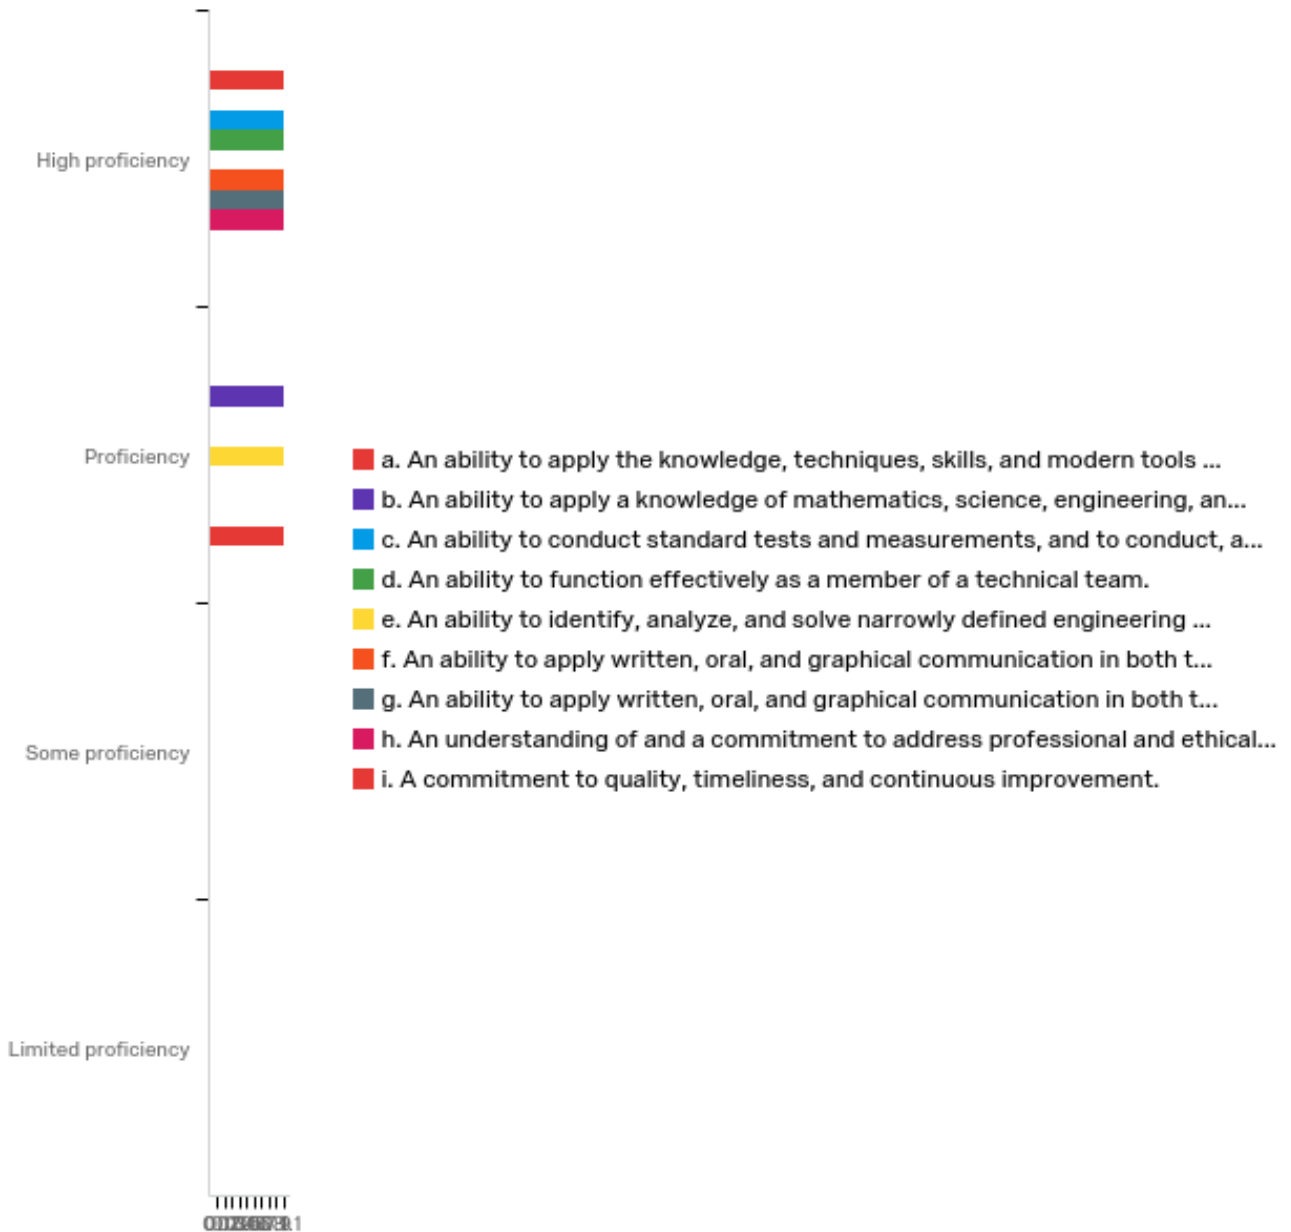 High proficiency
Proficiency
Some proficiency
Limited proficiency
a. An ability to apply the knowledge, techniques, skills, and modern tools ...
b. An ability to apply a knowledge of mathematics, science, engineering, an...
c. An ability to conduct standard tests and measurements, and to conduct, a...
d. An ability to function effectively as a member of a technical team.
e. An ability to identify, analyze, and solve narrowly defined engineering ...
f. An ability to apply written, oral, and graphical communication in both t...
g. An ability to apply written, oral, and graphical communication in both t...
h. An understanding of and a commitment to address professional and ethical...
i. A commitment to quality, timeliness, and continuous improvement.